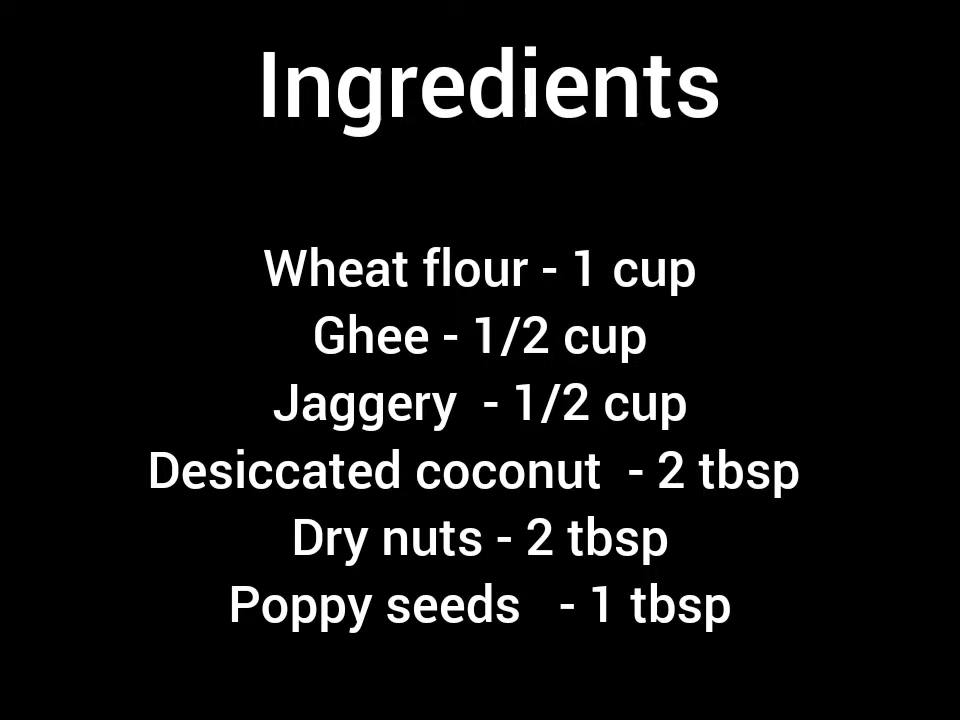 Ingredients
Wheat flour - 1 cup
Ghee - 1/2 cup
Jaggery - 1/2 cup
Desiccated coconut - 2 tbsp
Dry nuts - 2 tbsp
Poppy seeds - 1 tbsp